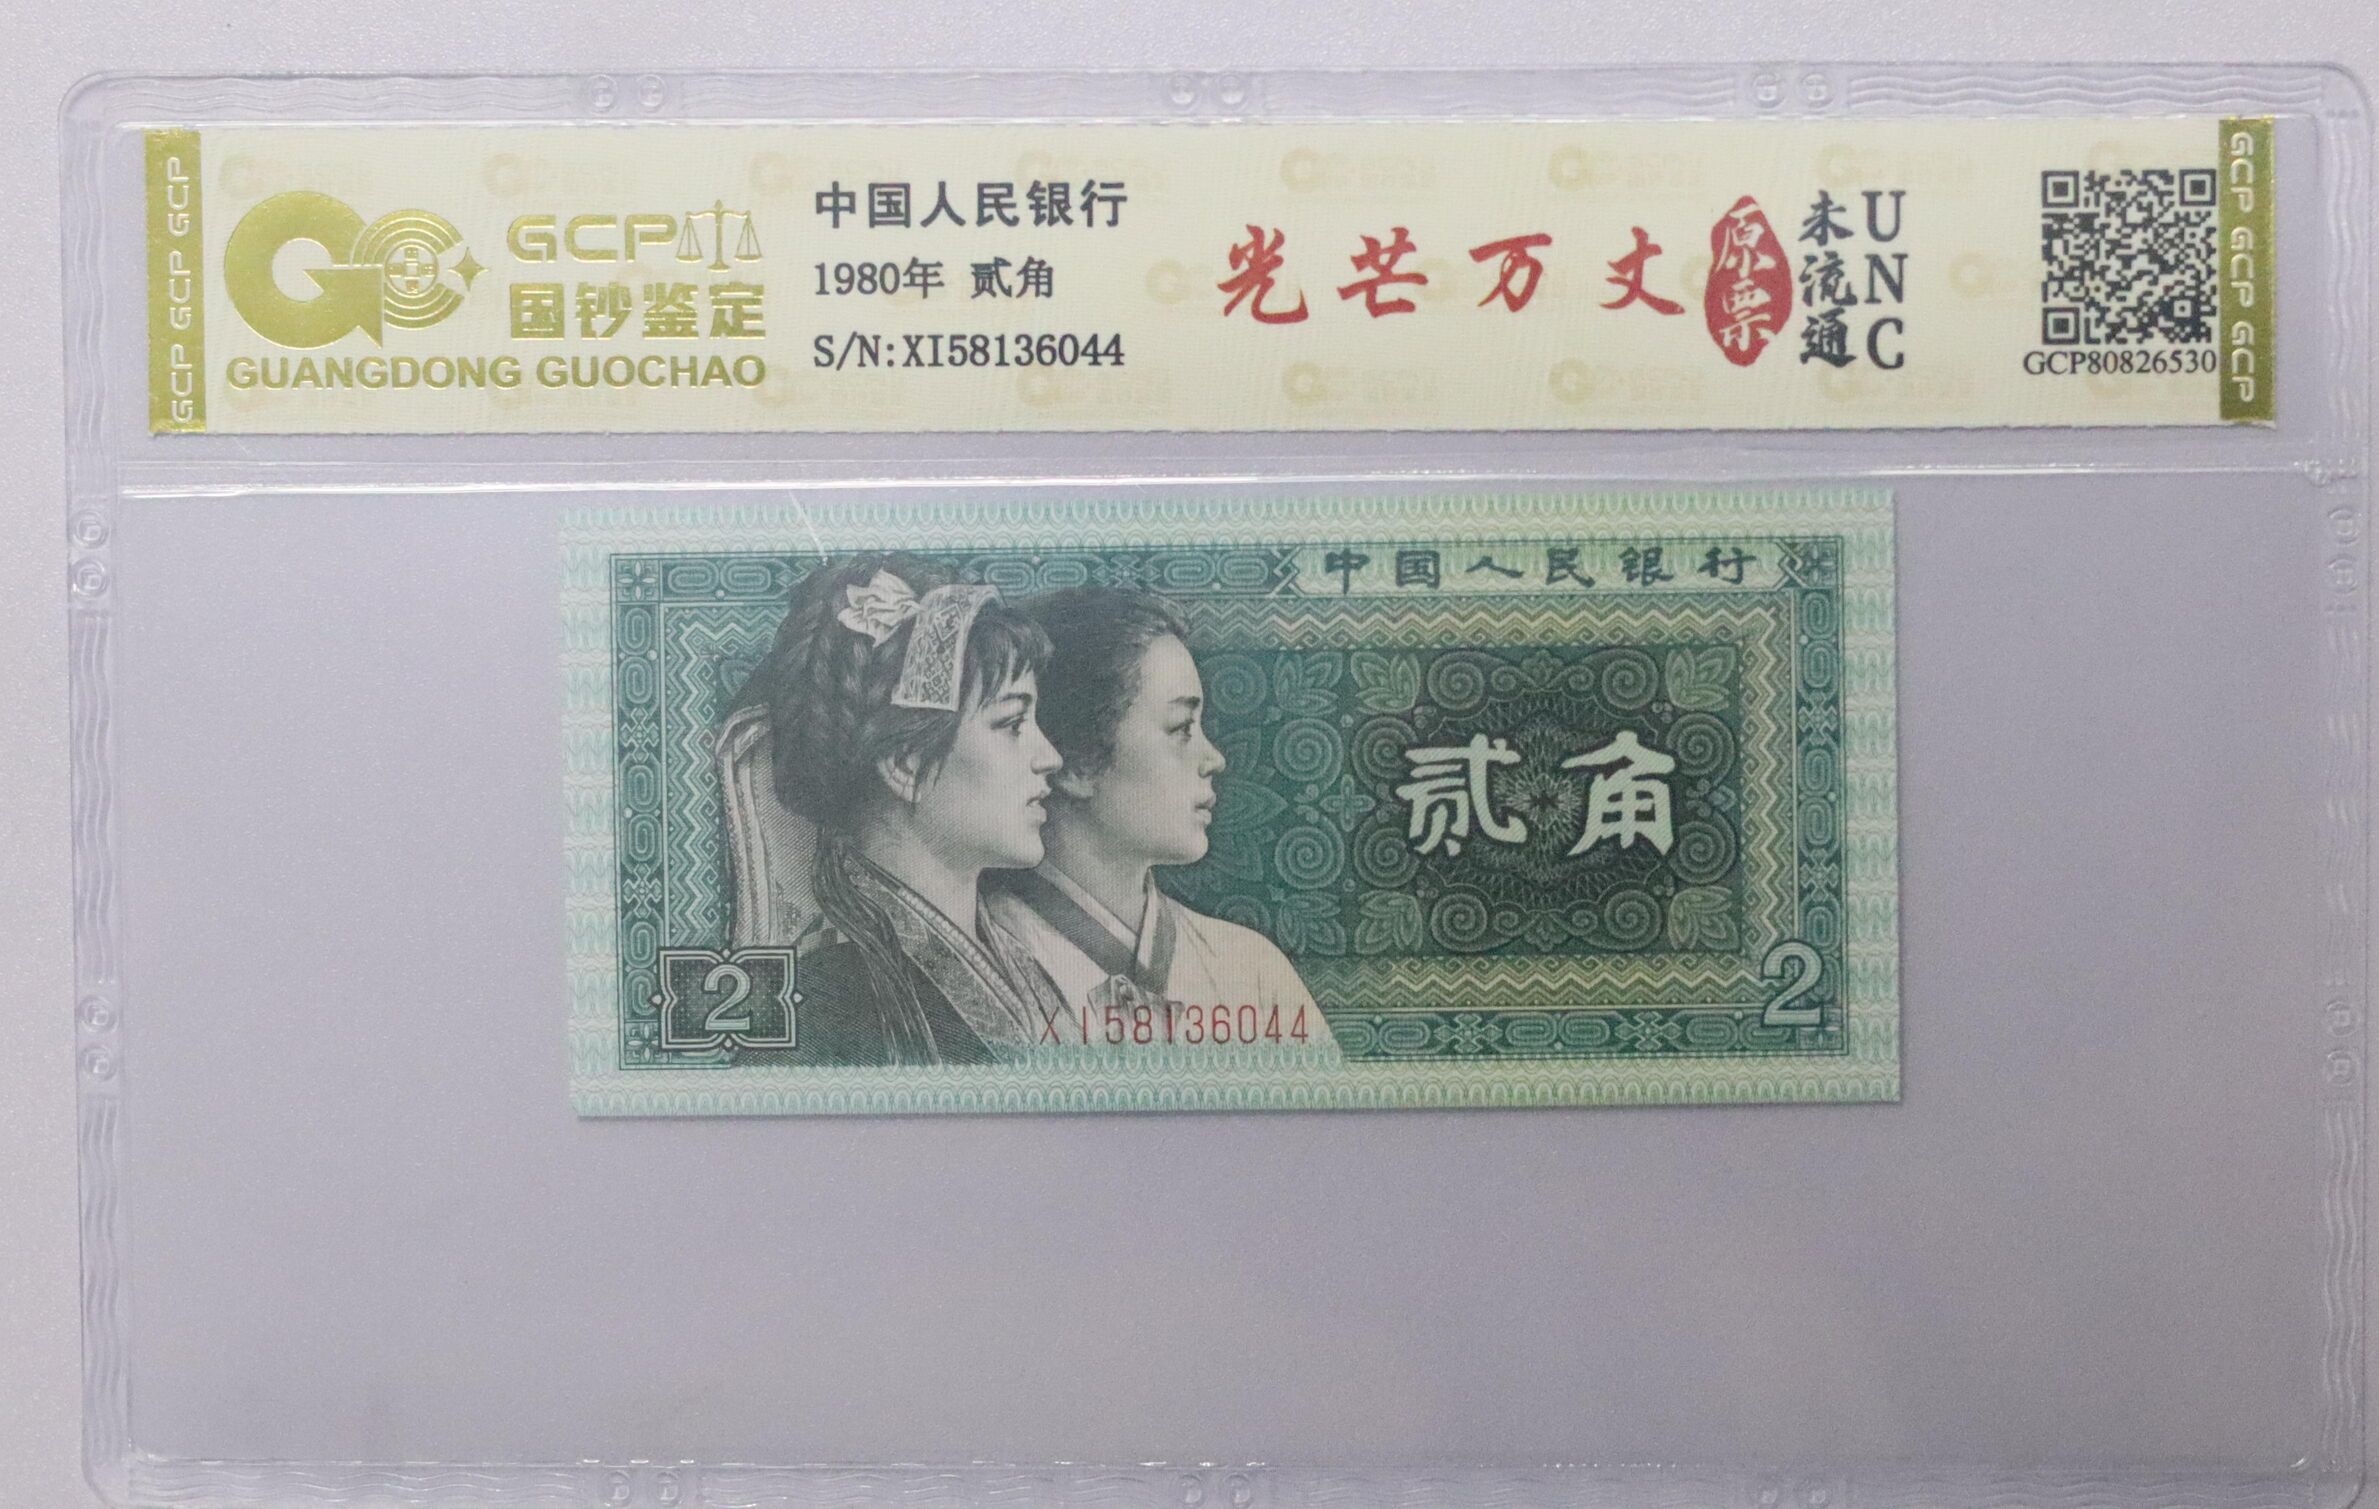 GCP GCP GCP
GCP
国钞鉴定
GUANGDONG GUOCHAO
中国人民银行
1980年 贰角
S/N:XI58136044
光芒万丈
原票
未流通
UNC
GCP80826530
GCP GCP GCP
中国人民银行
贰角
2
XI58136044
2